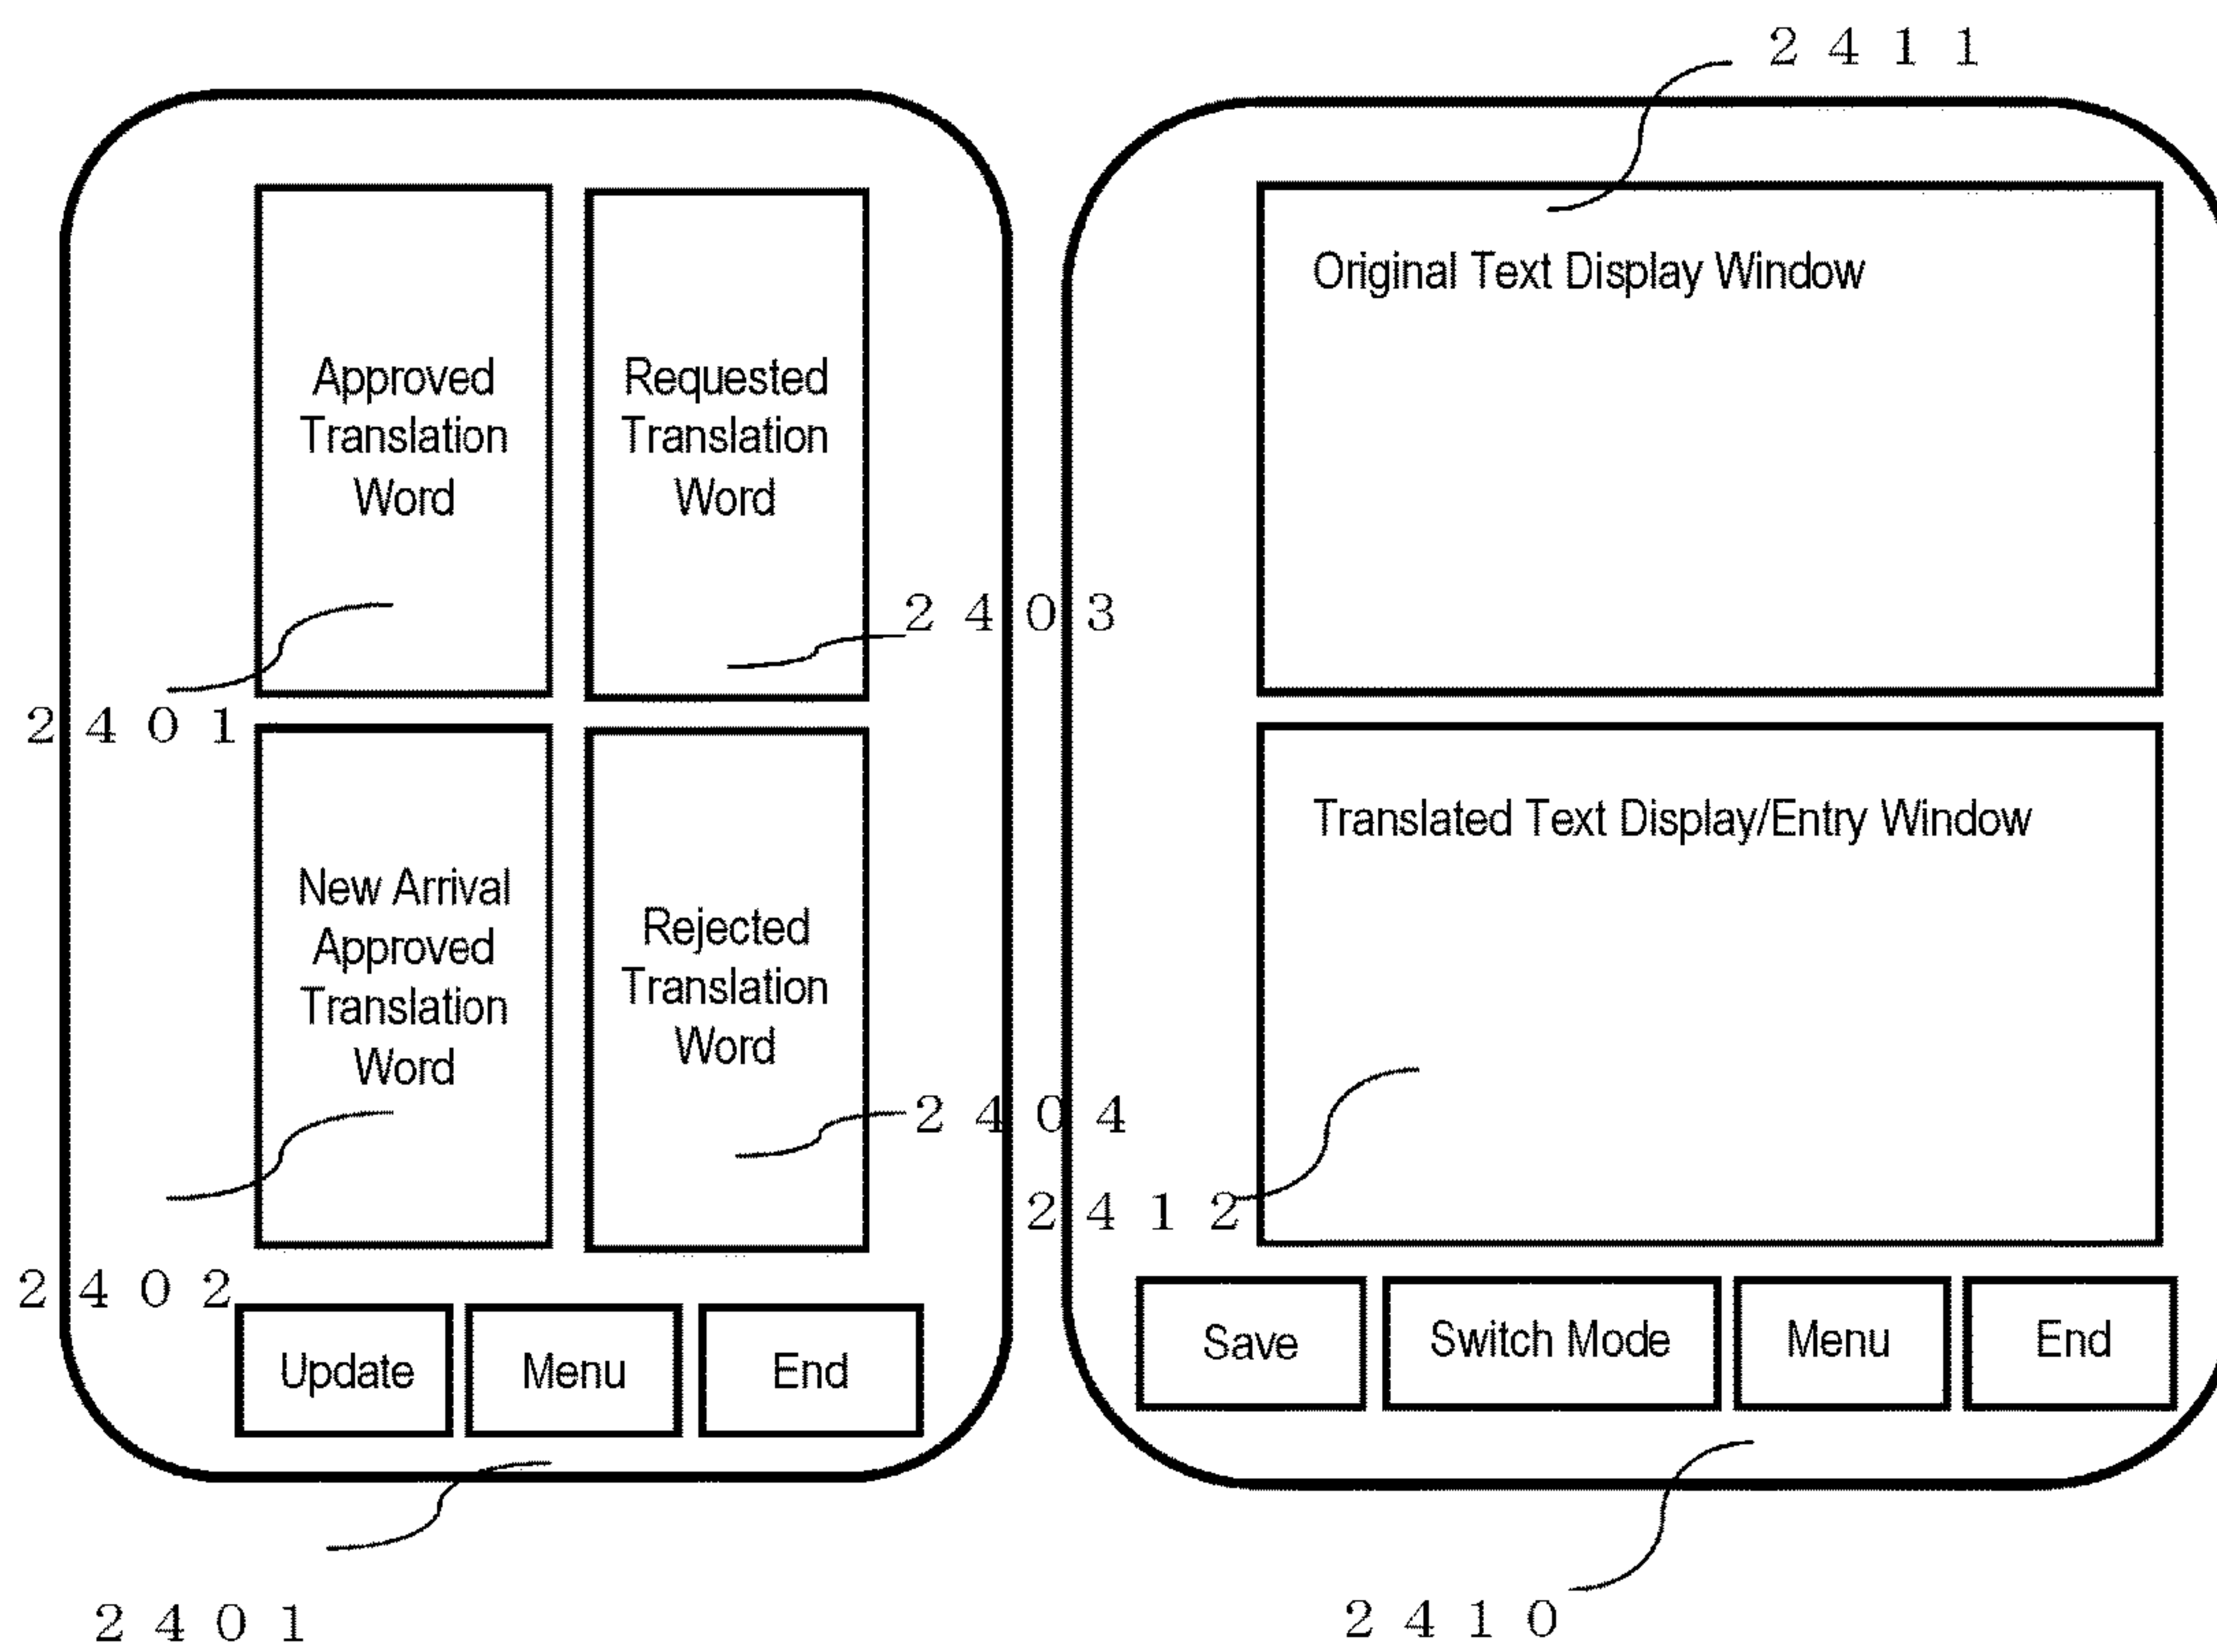 2 4 1 1
Approved
Translation
Word
Requested
Translation
Word
Original Text Display Window
2 4 0 3
2 4 0 1
New Arrival
Approved
Translation
Word
Rejected
Translation
Word
Translated Text Display/Entry Window
2 4 0 4
2 4 1 2
2 4 0 2
Update
Menu
End
Save
Switch Mode
Menu
End
2 4 0 1
2 4 1 0